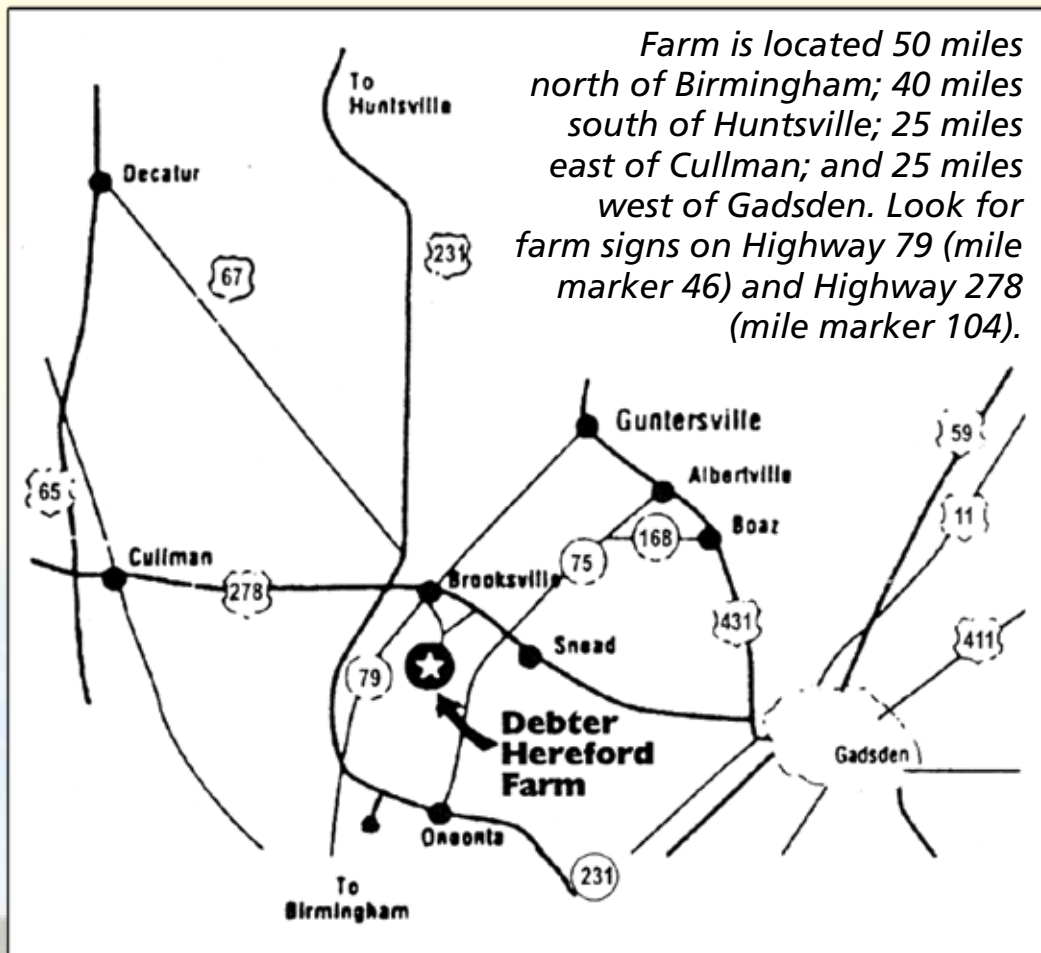 Farm is located 50 miles
north of Birmingham; 40 miles
south of Huntsville; 25 miles
east of Cullman; and 25 miles
west of Gadsden. Look for
farm signs on Highway 79 (mile
marker 46) and Highway 278
(mile marker 104).
To
Huntsville
Decatur
231
67
Guntersville
59
Albertville
65
11
168
Boaz
Cullman
75
278
Brooksville
431
411
Snead
79
Debter
Hereford
Farm
Gadsden
Oneonta
231
To
Birmingham